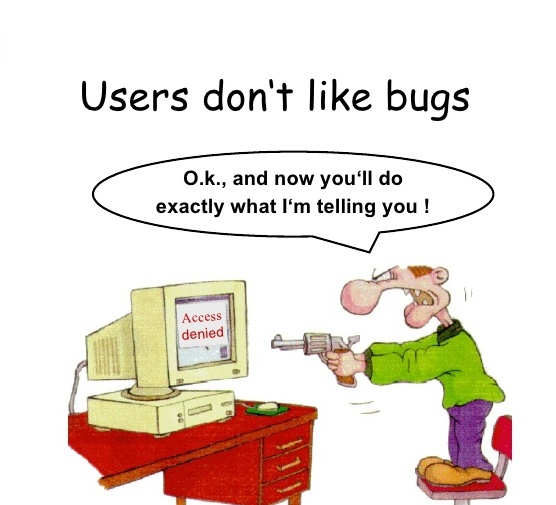 Users don‘t like bugs
O.k., and now you‘ll do
exactly what I‘m telling you !
Access
denied